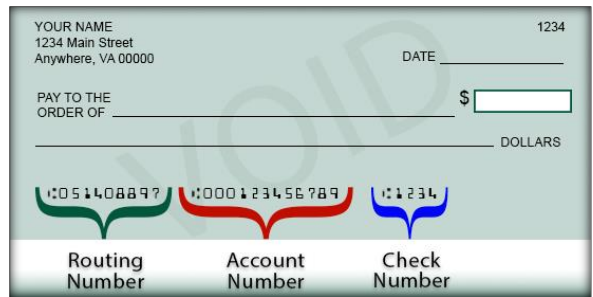 YOUR NAME 1234
1234 Main Street
Anywhere, VA 00000 DATE
VOID
PAY TO THE $
ORDER OF
DOLLARS
⑆051408897⑆ ⑆000123456789⑆ ⑆1234⑆
Routing Account Check
Number Number Number